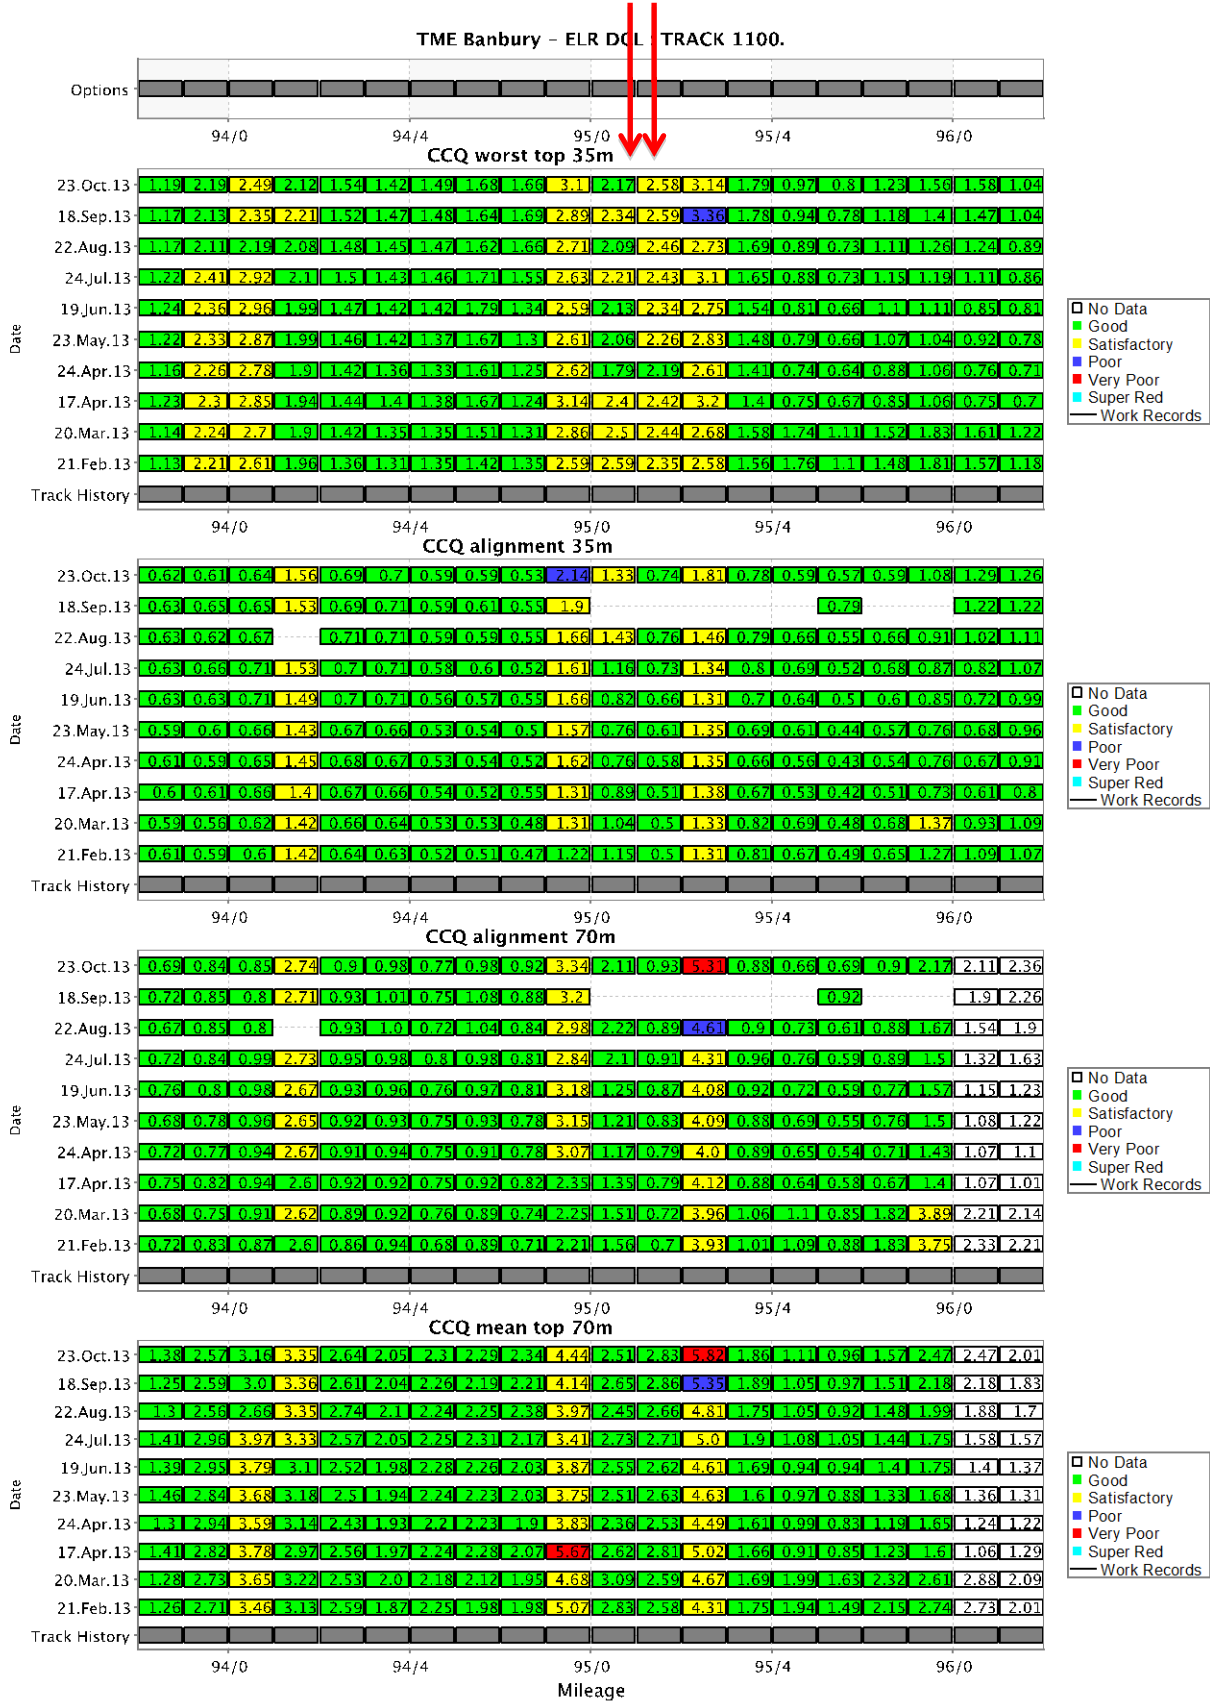 TME Banbury – ELR DCL : TRACK 1100.
Options
94/0 94/4 95/0 95/4 96/0
CCQ worst top 35m
23.Oct.13 1.19 2.19 2.49 2.12 1.54 1.42 1.49 1.68 1.66 3.1 2.17 2.58 3.14 1.79 0.97 0.8 1.23 1.56 1.58 1.04
18.Sep.13 1.17 2.13 2.35 2.21 1.52 1.47 1.48 1.64 1.69 2.89 2.34 2.59 3.36 1.78 0.94 0.78 1.18 1.4 1.47 1.04
22.Aug.13 1.17 2.11 2.19 2.08 1.48 1.45 1.47 1.62 1.66 2.71 2.09 2.46 2.73 1.69 0.89 0.73 1.11 1.26 1.24 0.89
24.Jul.13 1.22 2.41 2.92 2.1 1.5 1.43 1.46 1.71 1.55 2.63 2.21 2.43 3.1 1.65 0.88 0.73 1.15 1.19 1.11 0.86
19.Jun.13 1.24 2.36 2.96 1.99 1.47 1.42 1.42 1.79 1.34 2.59 2.13 2.34 2.75 1.54 0.81 0.66 1.1 1.11 0.85 0.81
23.May.13 1.22 2.33 2.87 1.99 1.46 1.42 1.37 1.67 1.3 2.61 2.06 2.26 2.83 1.48 0.79 0.66 1.07 1.04 0.92 0.78
24.Apr.13 1.16 2.26 2.78 1.9 1.42 1.36 1.33 1.61 1.25 2.62 1.79 2.19 2.61 1.41 0.74 0.64 0.88 1.06 0.76 0.71
17.Apr.13 1.23 2.3 2.85 1.94 1.44 1.4 1.38 1.67 1.24 3.14 2.4 2.42 3.2 1.4 0.75 0.67 0.85 1.06 0.75 0.7
20.Mar.13 1.14 2.24 2.7 1.9 1.42 1.35 1.35 1.51 1.31 2.86 2.5 2.44 2.68 1.58 1.74 1.11 1.52 1.83 1.61 1.22
21.Feb.13 1.13 2.21 2.61 1.96 1.36 1.31 1.35 1.42 1.35 2.59 2.59 2.35 2.58 1.56 1.76 1.1 1.48 1.81 1.57 1.18
Track History
Date
94/0 94/4 95/0 95/4 96/0
No Data
Good
Satisfactory
Poor
Very Poor
Super Red
Work Records
CCQ alignment 35m
23.Oct.13 0.62 0.61 0.64 1.56 0.69 0.7 0.59 0.59 0.53 2.14 1.33 0.74 1.81 0.78 0.59 0.57 0.59 1.08 1.29 1.26
18.Sep.13 0.63 0.65 0.65 1.53 0.69 0.71 0.59 0.61 0.55 1.9 0.79 1.22 1.22
22.Aug.13 0.63 0.62 0.67 0.71 0.71 0.59 0.59 0.55 1.66 1.43 0.76 1.46 0.79 0.66 0.55 0.66 0.91 1.02 1.11
24.Jul.13 0.63 0.66 0.71 1.53 0.7 0.71 0.58 0.6 0.52 1.61 1.16 0.73 1.34 0.8 0.69 0.52 0.68 0.87 0.82 1.07
19.Jun.13 0.63 0.63 0.71 1.49 0.7 0.71 0.56 0.57 0.55 1.66 0.82 0.66 1.31 0.7 0.64 0.5 0.6 0.85 0.72 0.99
23.May.13 0.59 0.6 0.66 1.43 0.67 0.66 0.53 0.54 0.5 1.57 0.76 0.61 1.35 0.69 0.61 0.44 0.57 0.76 0.68 0.96
24.Apr.13 0.61 0.59 0.65 1.45 0.68 0.67 0.53 0.54 0.52 1.62 0.76 0.58 1.35 0.66 0.56 0.43 0.54 0.76 0.67 0.91
17.Apr.13 0.6 0.61 0.66 1.4 0.67 0.66 0.54 0.52 0.55 1.31 0.89 0.51 1.38 0.67 0.53 0.42 0.51 0.73 0.61 0.8
20.Mar.13 0.59 0.56 0.62 1.42 0.66 0.64 0.53 0.53 0.48 1.31 1.04 0.5 1.33 0.82 0.69 0.48 0.68 1.37 0.93 1.09
21.Feb.13 0.61 0.59 0.6 1.42 0.64 0.63 0.52 0.51 0.47 1.22 1.15 0.5 1.31 0.81 0.67 0.49 0.65 1.27 1.09 1.07
Track History
Date
94/0 94/4 95/0 95/4 96/0
No Data
Good
Satisfactory
Poor
Very Poor
Super Red
Work Records
CCQ alignment 70m
23.Oct.13 0.69 0.84 0.85 2.74 0.9 0.98 0.77 0.98 0.92 3.34 2.11 0.93 5.31 0.88 0.66 0.69 0.9 2.17 2.11 2.36
18.Sep.13 0.72 0.85 0.8 2.71 0.93 1.01 0.75 1.08 0.88 3.2 0.92 1.9 2.26
22.Aug.13 0.67 0.85 0.8 0.93 1.0 0.72 1.04 0.84 2.98 2.22 0.89 4.61 0.9 0.73 0.61 0.88 1.67 1.54 1.9
24.Jul.13 0.72 0.84 0.99 2.73 0.95 0.98 0.8 0.98 0.81 2.84 2.1 0.91 4.31 0.96 0.76 0.59 0.89 1.5 1.32 1.63
19.Jun.13 0.76 0.8 0.98 2.67 0.93 0.96 0.76 0.97 0.81 3.18 1.25 0.87 4.08 0.92 0.72 0.59 0.77 1.57 1.15 1.23
23.May.13 0.68 0.78 0.96 2.65 0.92 0.93 0.75 0.93 0.78 3.15 1.21 0.83 4.09 0.88 0.69 0.55 0.76 1.5 1.08 1.22
24.Apr.13 0.72 0.77 0.94 2.67 0.91 0.94 0.75 0.91 0.78 3.07 1.17 0.79 4.0 0.89 0.65 0.54 0.71 1.43 1.07 1.1
17.Apr.13 0.75 0.82 0.94 2.6 0.92 0.92 0.75 0.92 0.82 2.35 1.35 0.79 4.12 0.88 0.64 0.58 0.67 1.4 1.07 1.01
20.Mar.13 0.68 0.75 0.91 2.62 0.89 0.92 0.76 0.89 0.74 2.25 1.51 0.72 3.96 1.06 1.1 0.85 1.82 3.89 2.21 2.14
21.Feb.13 0.72 0.83 0.87 2.6 0.86 0.94 0.68 0.89 0.71 2.21 1.56 0.7 3.93 1.01 1.09 0.88 1.83 3.75 2.33 2.21
Track History
Date
94/0 94/4 95/0 95/4 96/0
No Data
Good
Satisfactory
Poor
Very Poor
Super Red
Work Records
CCQ mean top 70m
23.Oct.13 1.38 2.57 3.16 3.35 2.64 2.05 2.3 2.29 2.34 4.44 2.51 2.83 5.82 1.86 1.11 0.96 1.57 2.47 2.47 2.01
18.Sep.13 1.25 2.59 3.0 3.36 2.61 2.04 2.26 2.19 2.21 4.14 2.65 2.86 5.35 1.89 1.05 0.97 1.51 2.18 2.18 1.83
22.Aug.13 1.3 2.56 2.66 3.35 2.74 2.1 2.24 2.25 2.38 3.97 2.45 2.66 4.81 1.75 1.05 0.92 1.48 1.99 1.88 1.7
24.Jul.13 1.41 2.96 3.97 3.33 2.57 2.05 2.25 2.31 2.17 3.41 2.73 2.71 5.0 1.9 1.08 1.05 1.44 1.75 1.58 1.57
19.Jun.13 1.39 2.95 3.79 3.1 2.52 1.98 2.28 2.26 2.03 3.87 2.55 2.62 4.61 1.69 0.94 0.94 1.4 1.75 1.4 1.37
23.May.13 1.46 2.84 3.68 3.18 2.5 1.94 2.24 2.23 2.03 3.75 2.51 2.63 4.63 1.6 0.97 0.88 1.33 1.68 1.36 1.31
24.Apr.13 1.3 2.94 3.59 3.14 2.43 1.93 2.2 2.23 1.9 3.83 2.36 2.53 4.49 1.61 0.99 0.83 1.19 1.65 1.24 1.22
17.Apr.13 1.41 2.82 3.78 2.97 2.56 1.97 2.24 2.28 2.07 5.67 2.62 2.81 5.02 1.66 0.91 0.85 1.23 1.6 1.06 1.29
20.Mar.13 1.28 2.73 3.65 3.22 2.53 2.0 2.18 2.12 1.95 4.68 3.09 2.59 4.67 1.69 1.99 1.63 2.32 2.61 2.88 2.09
21.Feb.13 1.26 2.71 3.46 3.13 2.59 1.87 2.25 1.98 1.98 5.07 2.83 2.58 4.31 1.75 1.94 1.49 2.15 2.74 2.73 2.01
Track History
Date
94/0 94/4 95/0 95/4 96/0
Mileage
No Data
Good
Satisfactory
Poor
Very Poor
Super Red
Work Records